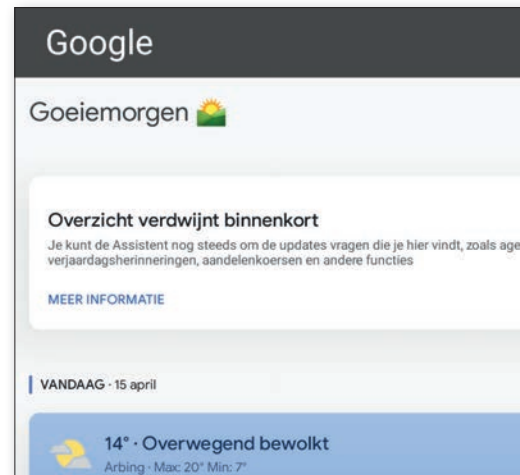 Google
Goeiemorgen
Overzicht verdwijnt binnenkort
Je kunt de Assistent nog steeds om de updates vragen die je hier vindt, zoals age
verjaardagsherinneringen, aandelenkoersen en andere functies
MEER INFORMATIE
VANDAAG · 15 april
14° · Overwegend bewolkt
Arbing · Max: 20° Min: 7°